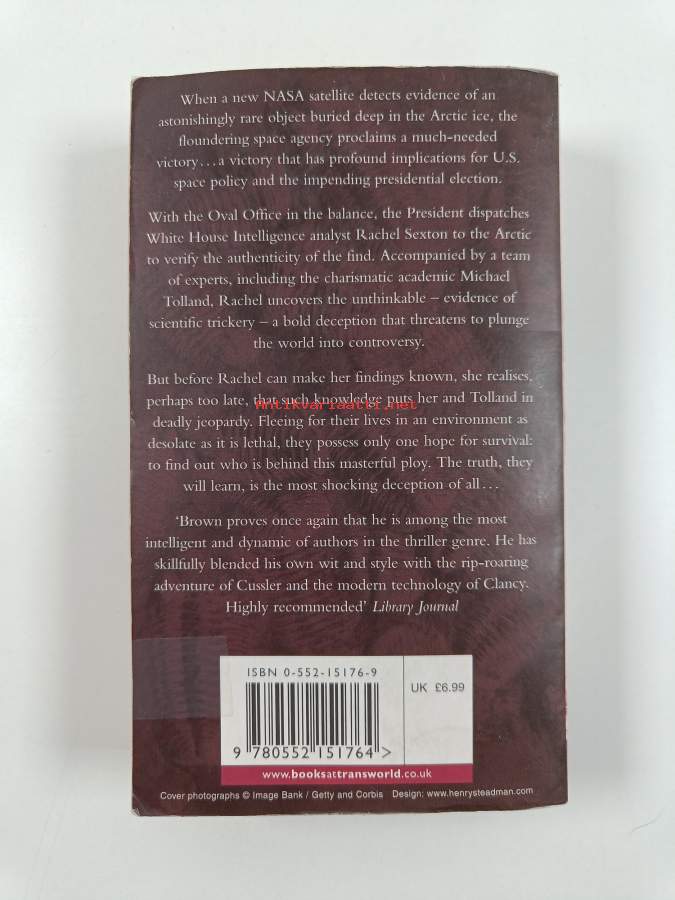 When a new NASA satellite detects evidence of an
astonishingly rare object buried deep in the Arctic ice, the
floundering space agency proclaims a much-needed
victory...a victory that has profound implications for U.S.
space policy and the impending presidential election.
With the Oval Office in the balance, the President dispatches
White House Intelligence analyst Rachel Sexton to the Arctic
to verify the authenticity of the find. Accompanied by a team
of experts, including the charismatic academic Michael
Tolland, Rachel uncovers the unthinkable – evidence of
scientific trickery – a bold deception that threatens to plunge
the world into controversy.
But before Rachel can make her findings known, she realises,
perhaps too late, that such knowledge puts her and Tolland in
Antikvariaatti.net
deadly jeopardy. Fleeing for their lives in an environment as
desolate as it is lethal, they possess only one hope for survival:
to find out who is behind this masterful ploy. The truth, they
will learn, is the most shocking deception of all...
‘Brown proves once again that he is among the most
intelligent and dynamic of authors in the thriller genre. He has
skillfully blended his own wit and style with the rip-roaring
adventure of Cussler and the modern technology of Clancy.
Highly recommended’ Library Journal
ISBN 0-552-15176-9
UK £6.99
9 780552 151764 >
www.booksattransworld.co.uk
Cover photographs © Image Bank / Getty and Corbis Design: www.henrysteadman.com